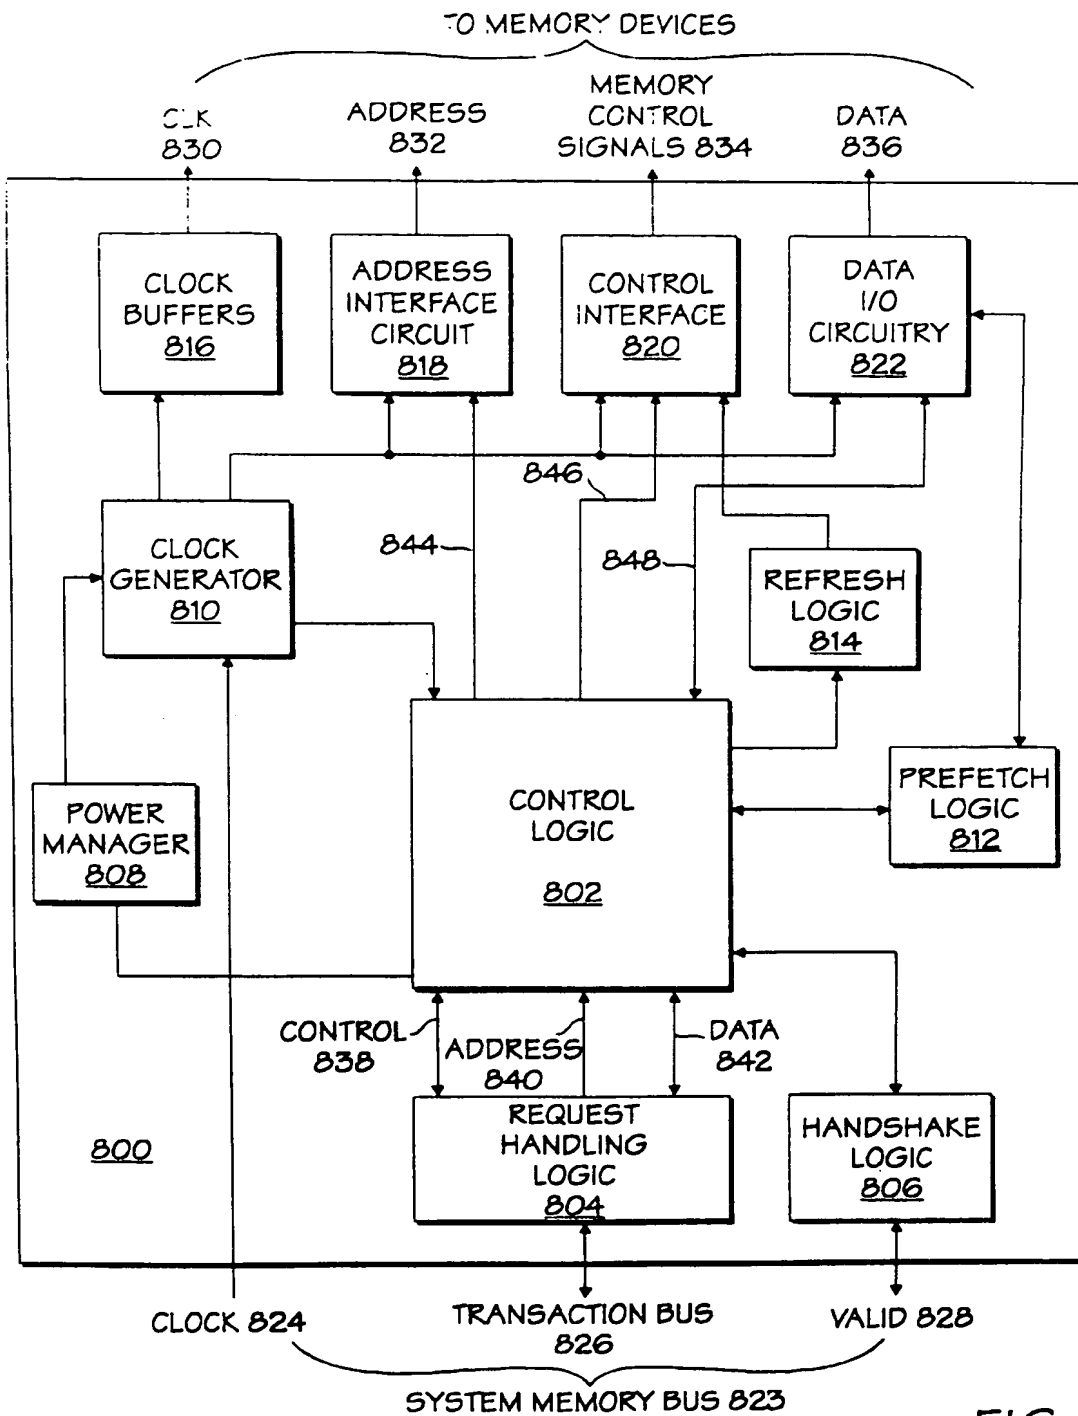 TO MEMORY DEVICES
CLK
830
ADDRESS
832
MEMORY
CONTROL
SIGNALS 834
DATA
836
CLOCK
BUFFERS
816
ADDRESS
INTERFACE
CIRCUIT
818
CONTROL
INTERFACE
820
DATA
I/O
CIRCUITRY
822
846
844
848
CLOCK
GENERATOR
810
REFRESH
LOGIC
814
POWER
MANAGER
808
CONTROL
LOGIC
802
PREFETCH
LOGIC
812
CONTROL
838
ADDRESS
840
DATA
842
800
REQUEST
HANDLING
LOGIC
804
HANDSHAKE
LOGIC
806
CLOCK 824
TRANSACTION BUS
826
VALID 828
SYSTEM MEMORY BUS 823